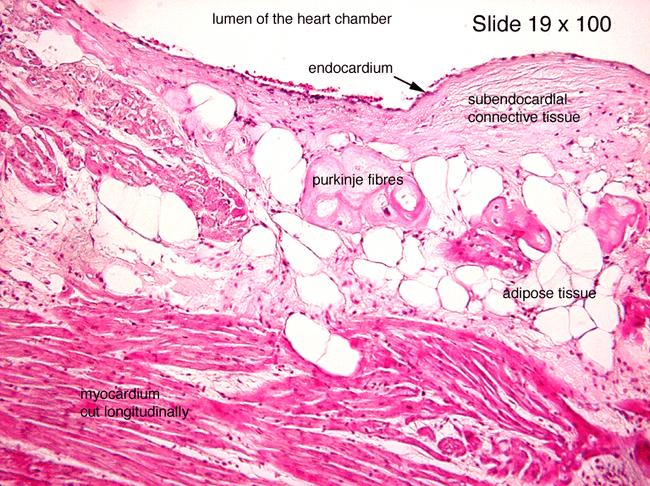 lumen of the heart chamber
Slide 19 x 100
endocardium
subendocardial
connective tissue
purkinje fibres
adipose tissue
myocardium
cut longitudinally